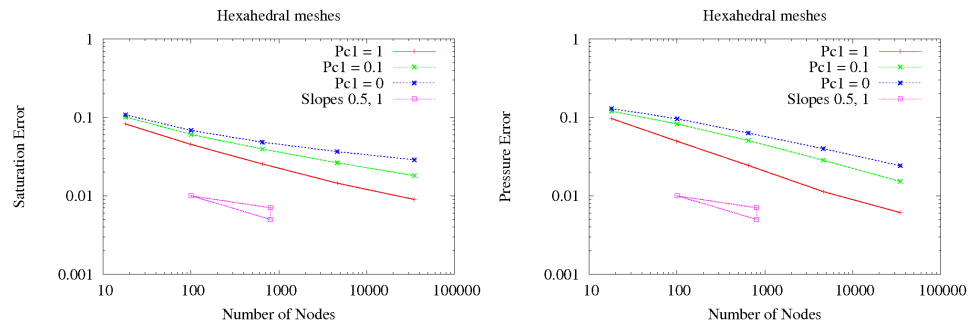 Hexahedral meshes
1
0.1
0.01
0.001
Saturation Error
Pc1 = 1
Pc1 = 0.1
Pc1 = 0
Slopes 0.5, 1
10
100
1000
10000
100000
Number of Nodes
Hexahedral meshes
1
0.1
0.01
0.001
Pressure Error
Pc1 = 1
Pc1 = 0.1
Pc1 = 0
Slopes 0.5, 1
10
100
1000
10000
100000
Number of Nodes